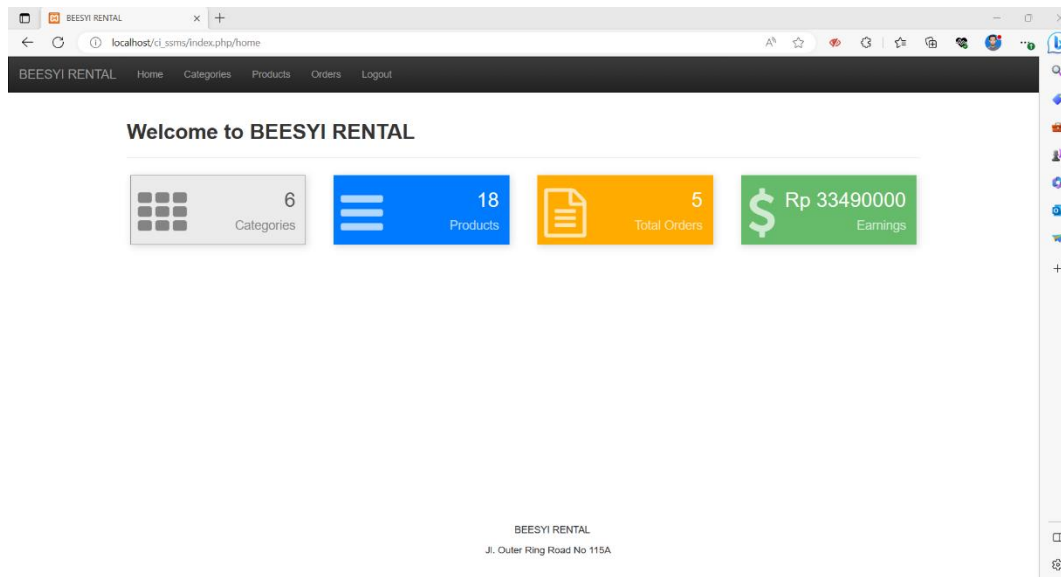 BEESYI RENTAL
localhost/ci_ssms/index.php/home
BEESYI RENTAL Home Categories Products Orders Logout
Welcome to BEESYI RENTAL
6
Categories
18
Products
5
Total Orders
Rp 33490000
Earnings
BEESYI RENTAL
Jl. Outer Ring Road No 115A